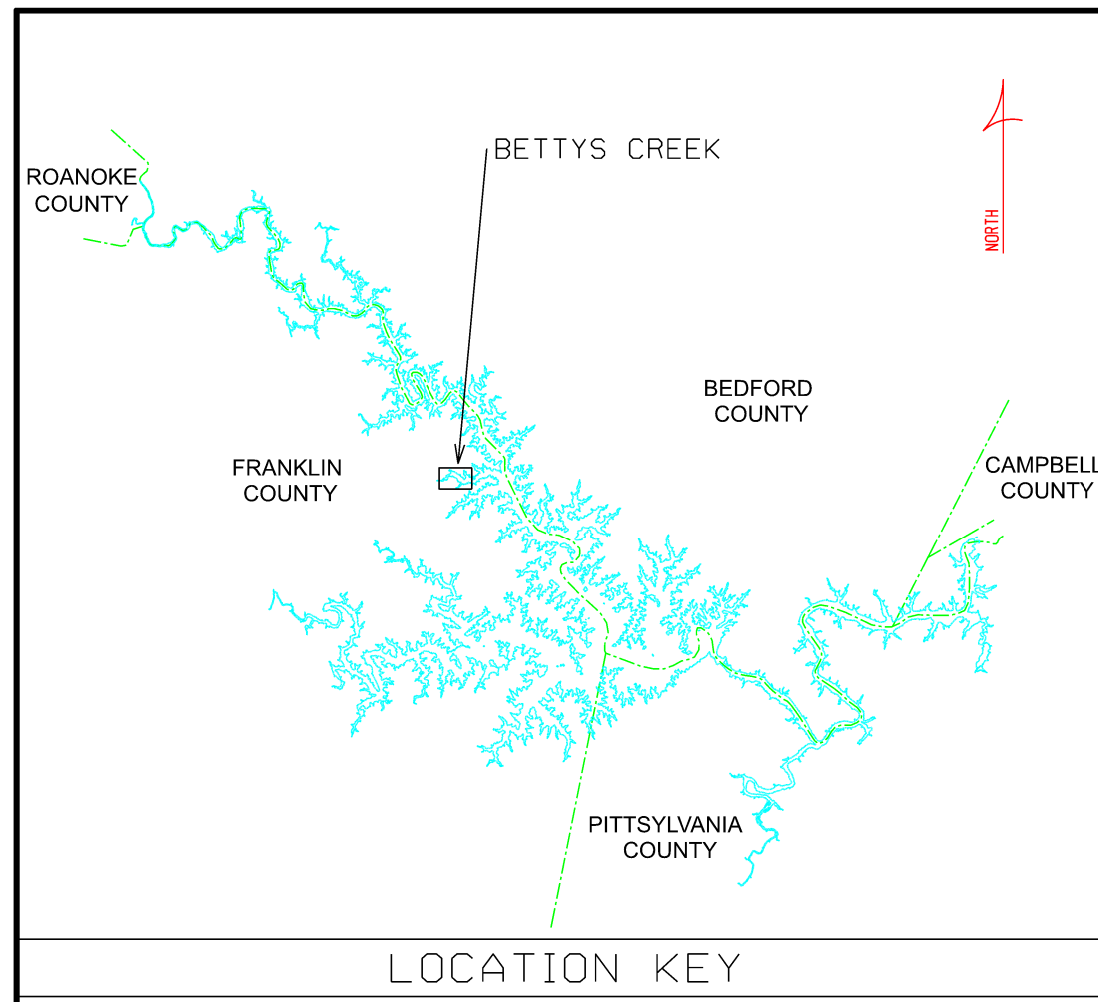 BETTYS CREEK
ROANOKE
COUNTY
NORTH
BEDFORD
COUNTY
FRANKLIN
COUNTY
CAMPBELL
COUNTY
PITTSYLVANIA
COUNTY
LOCATION KEY